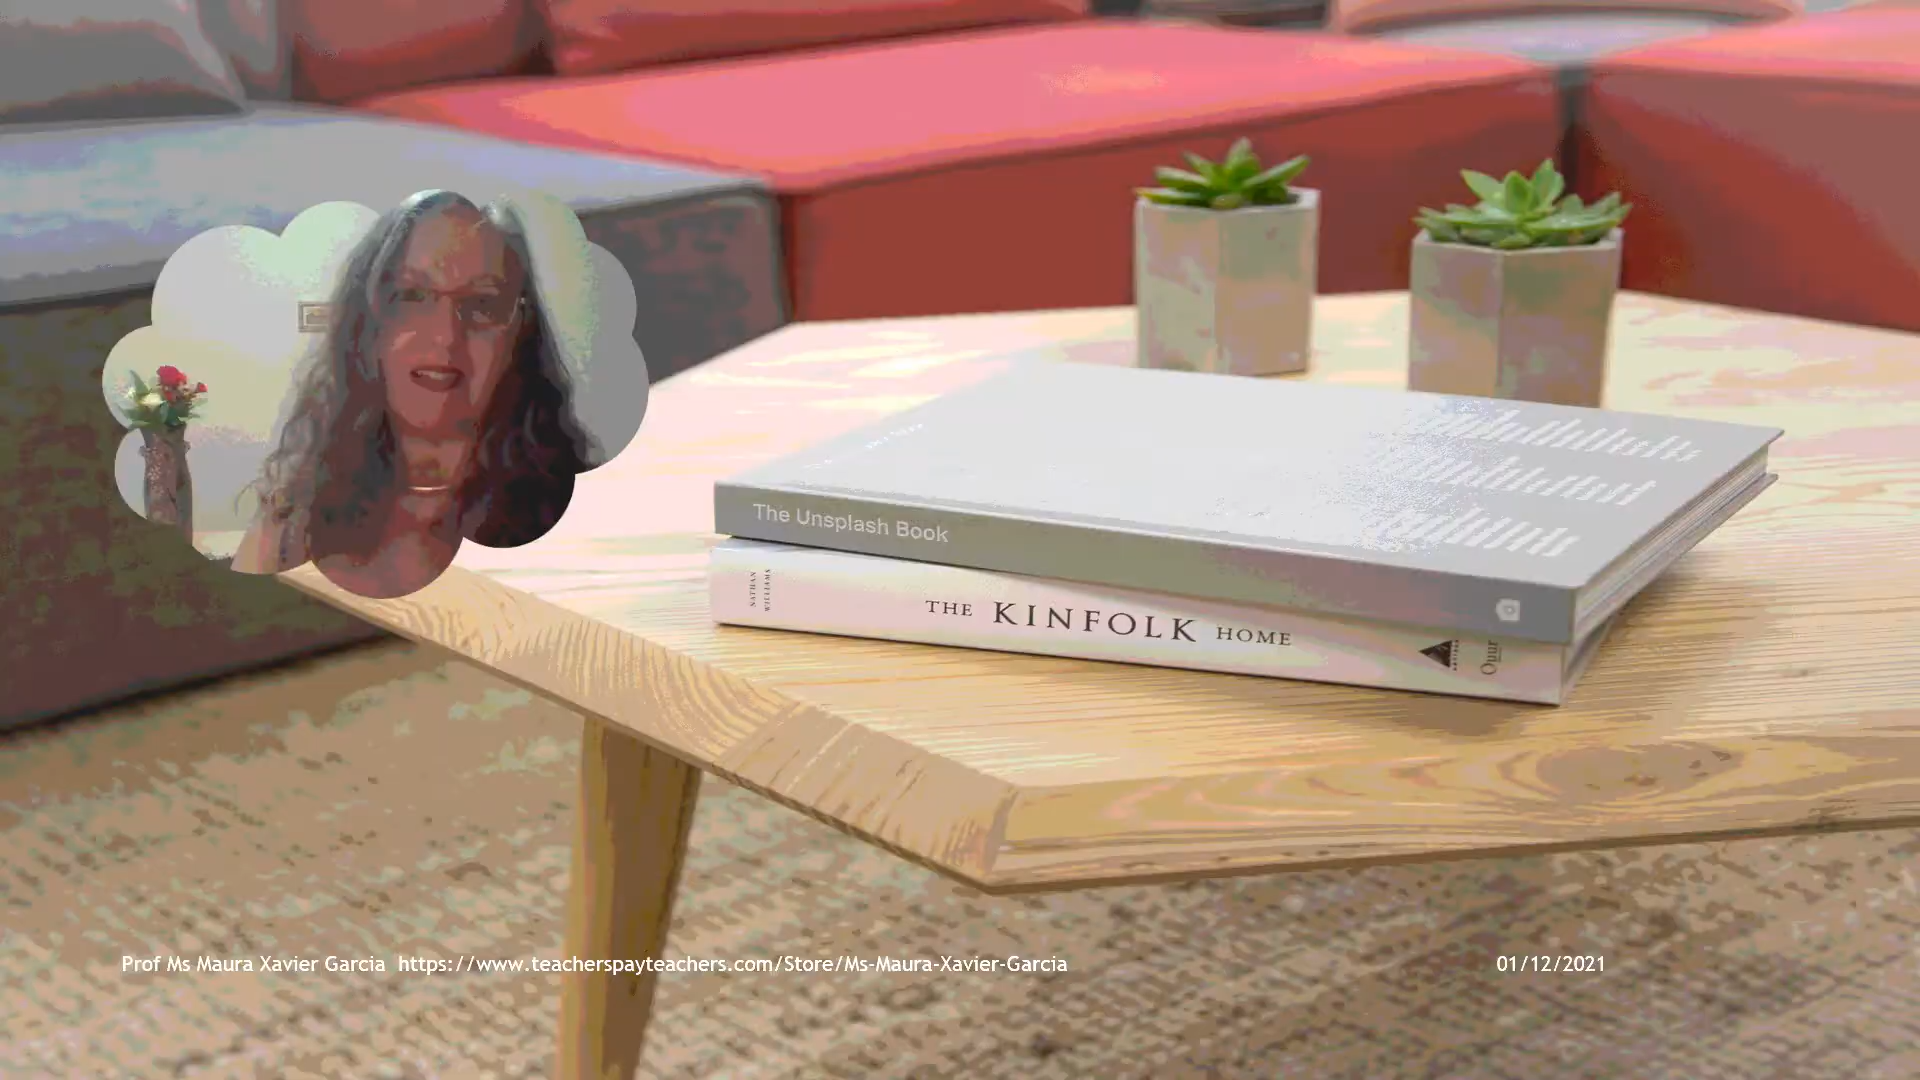 The Unsplash Book
NATHAN
WILLIAMS
THE KINFOLK HOME
Prof Ms Maura Xavier Garcia https://www.teacherspayteachers.com/Store/Ms-Maura-Xavier-Garcia
01/12/2021